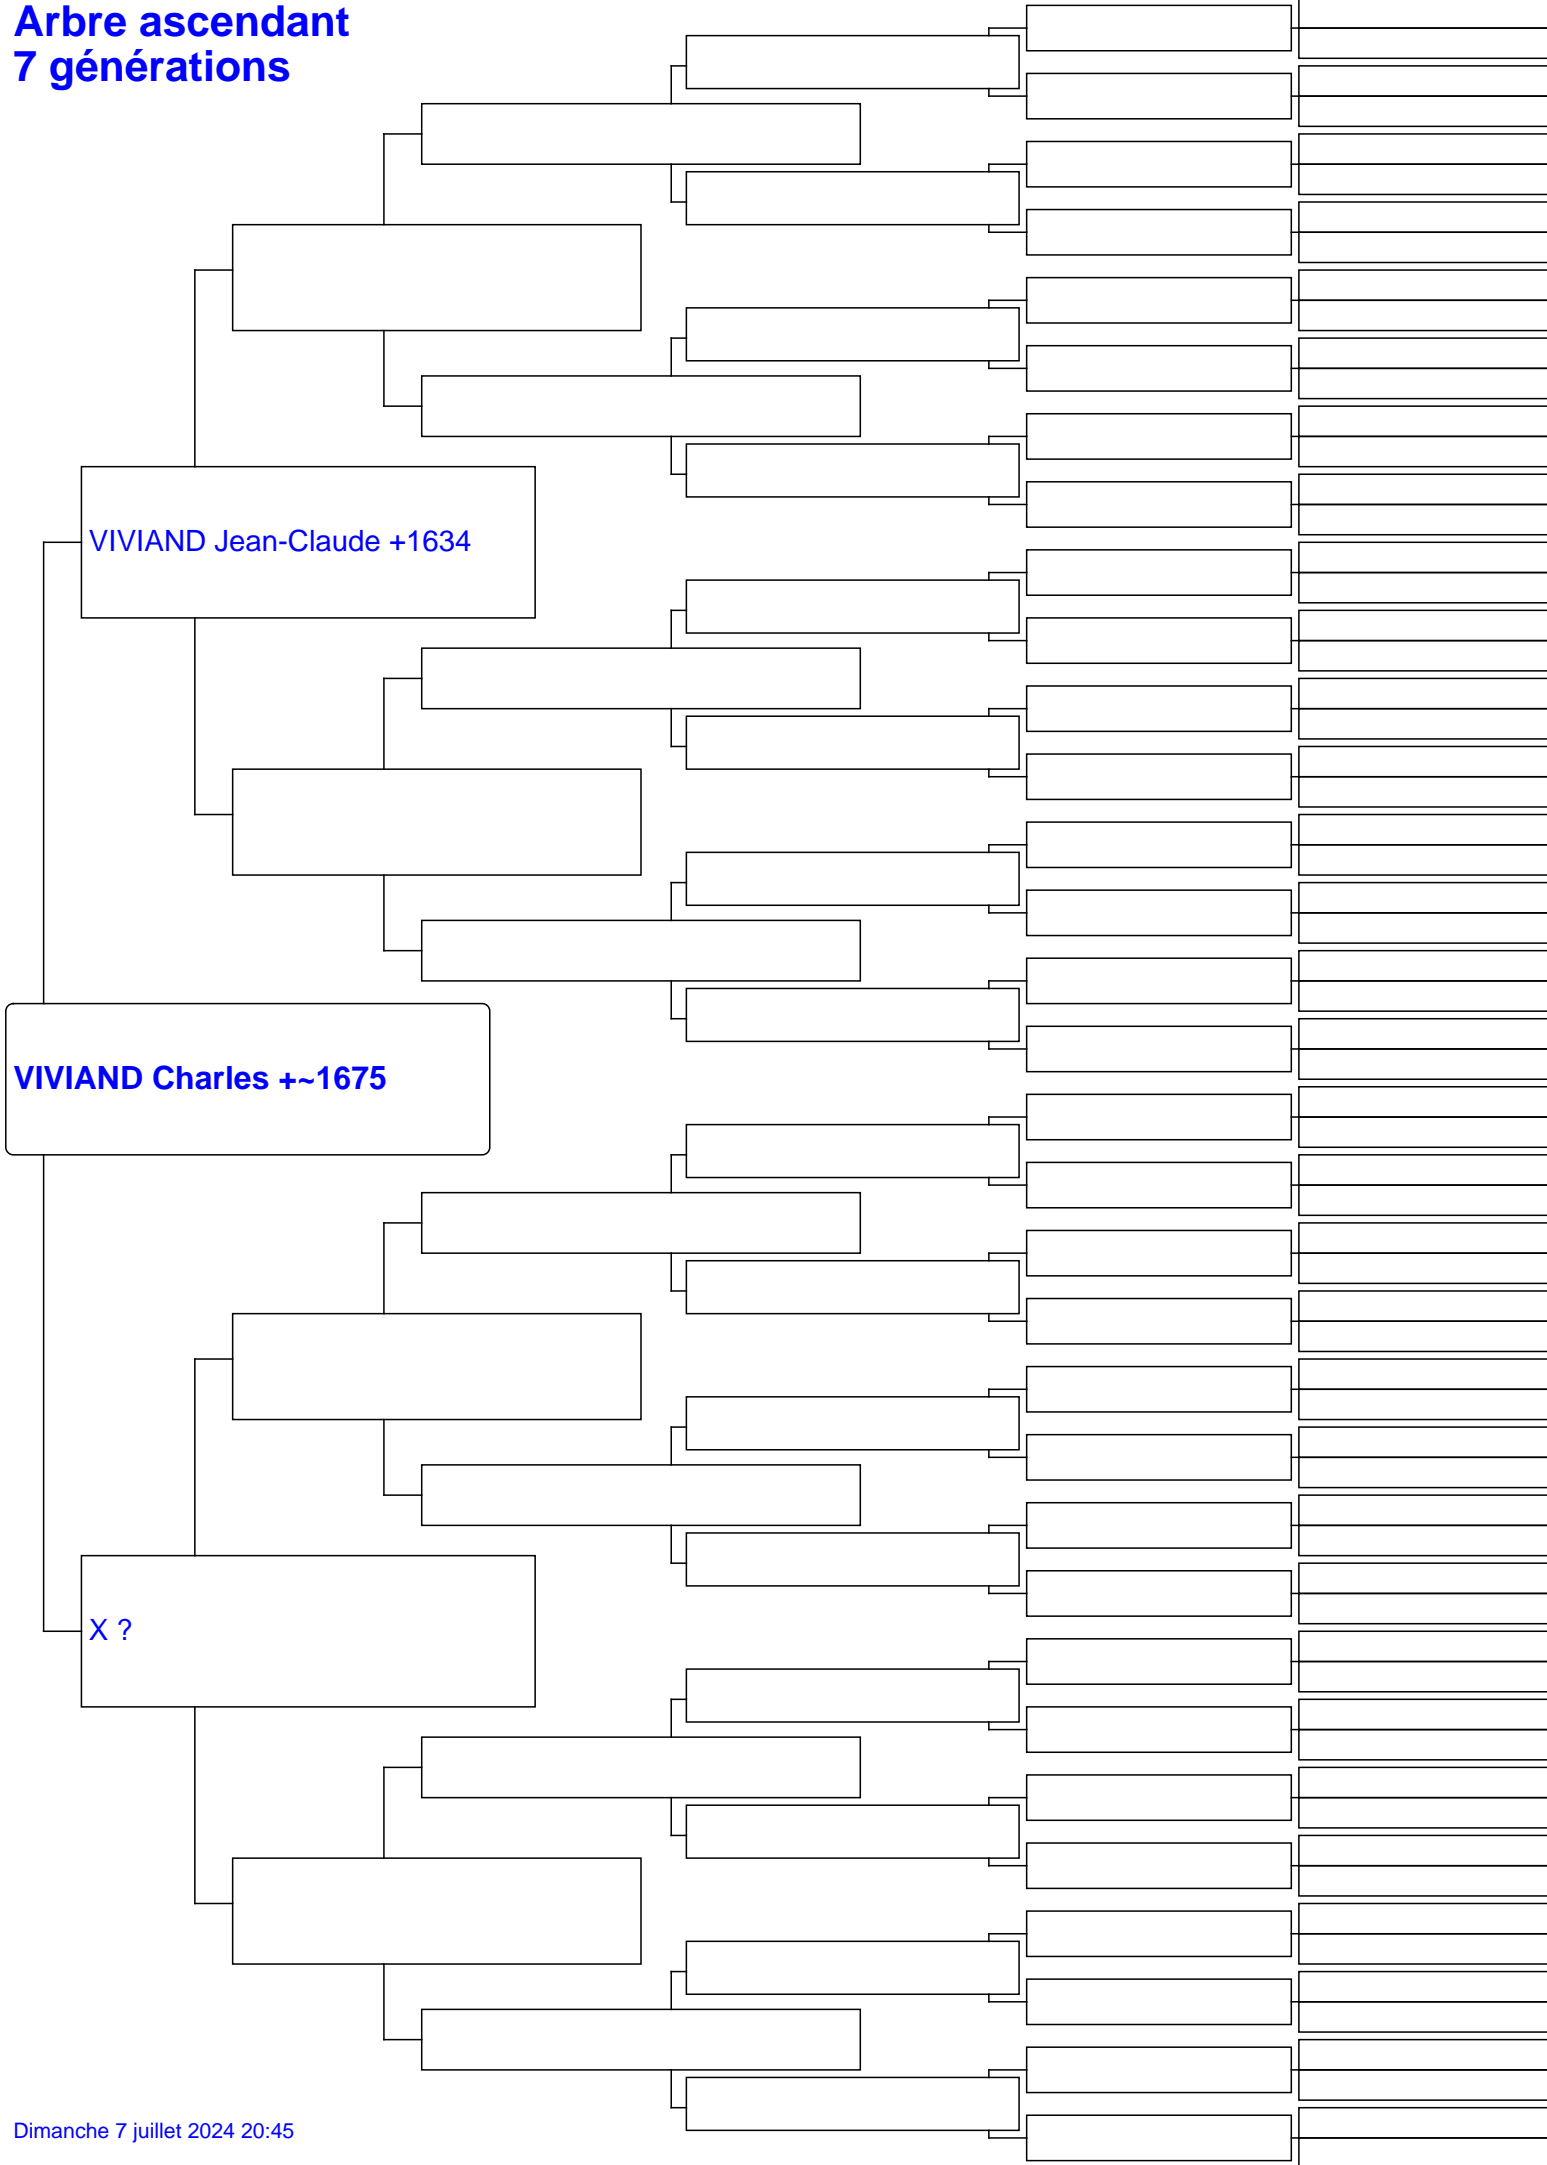 Arbre ascendant
7 générations
VIVIAND Jean-Claude +1634
VIVIAND Charles +~1675
X ?
Dimanche 7 juillet 2024 20:45